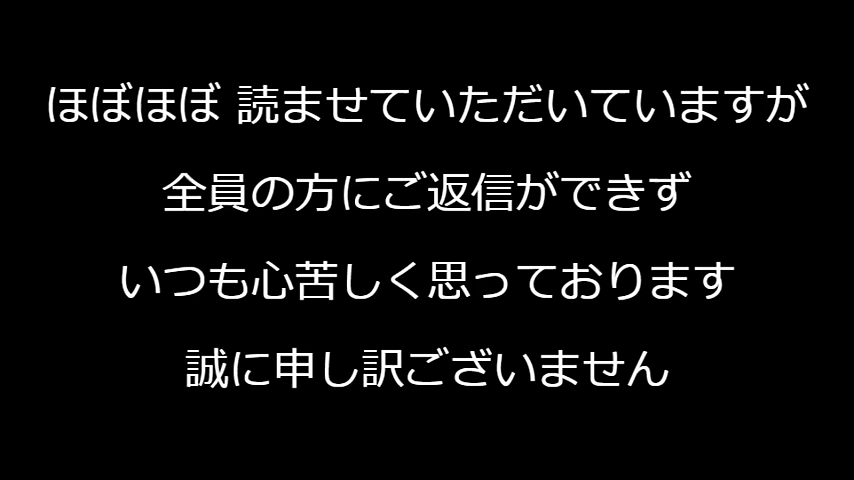 ほぼほぼ 読ませていただいていますが
全員の方にご返信ができず
いつも心苦しく思っております
誠に申し訳ございません